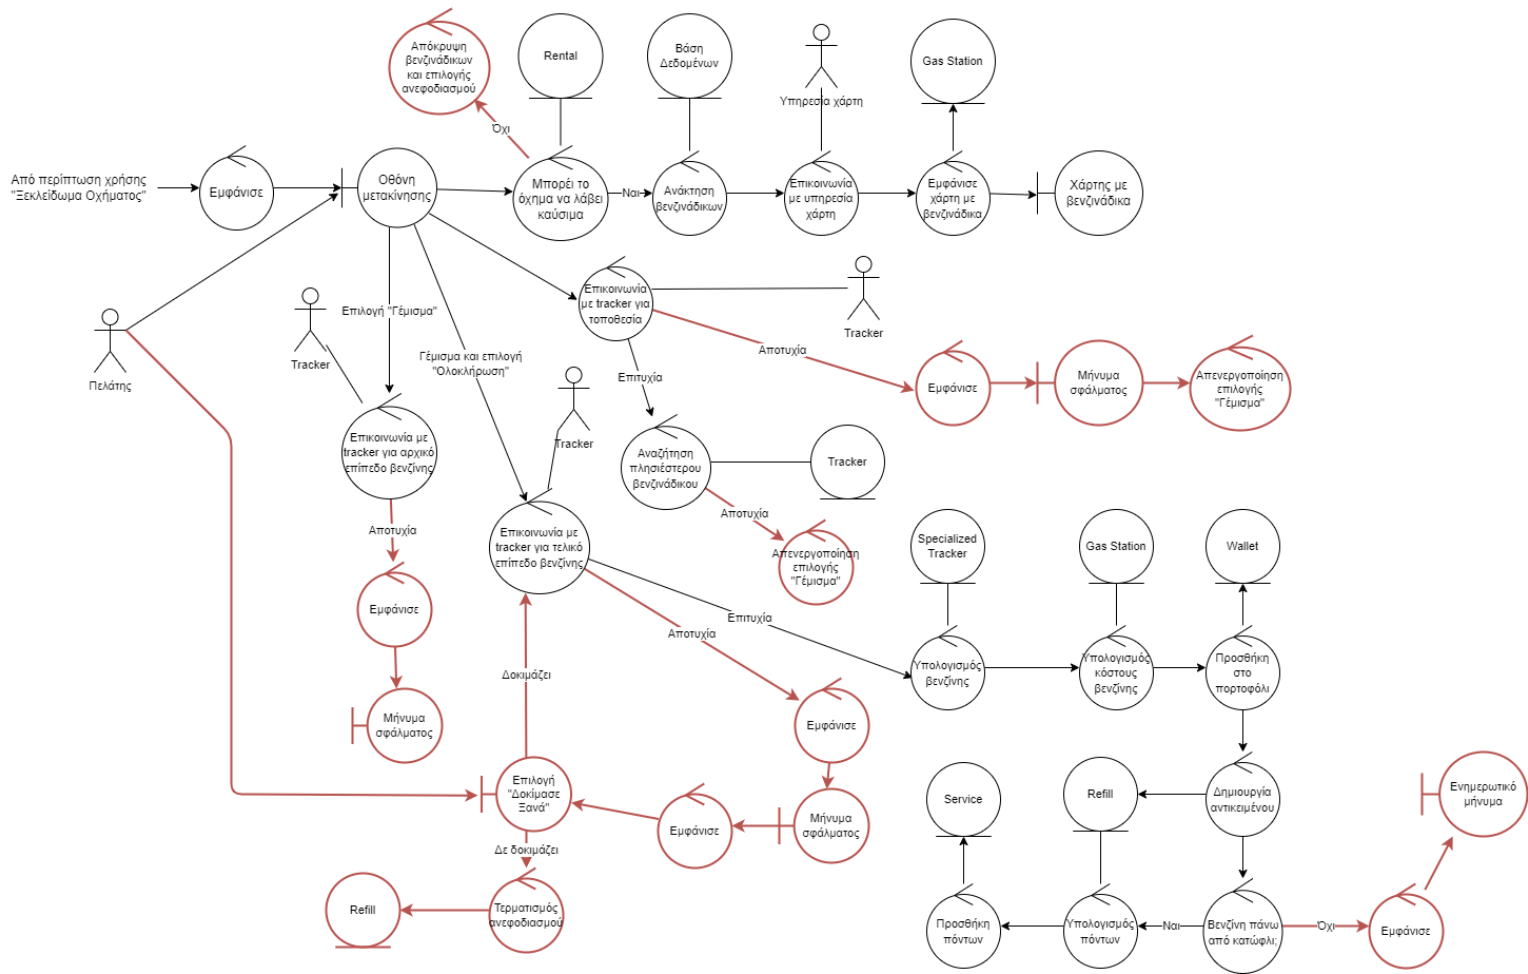 Απόκρυψη
βενζινάδικων
και επιλογής
ανεφοδιασμού
Rental
Βάση
Δεδομένων
Υπηρεσία χάρτη
Gas Station
Όχι
Από περίπτωση χρήσης
"Ξεκλείδωμα Οχήματος"
Εμφάνισε
Οθόνη
μετακίνησης
Μπορεί το
όχημα να λάβει
καύσιμα
Ναι
Ανάκτηση
βενζινάδικων
Επικοινωνία
με υπηρεσία
χάρτη
Εμφάνισε
χάρτη με
βενζινάδικα
Χάρτης με
βενζινάδικα
Πελάτης
Tracker
Επιλογή "Γέμισμα"
Γέμισμα και επιλογή
"Ολοκλήρωση"
Επικοινωνία
με tracker για
τοποθεσία
Tracker
Αποτυχία
Επιτυχία
Εμφάνισε
Μήνυμα
σφάλματος
Απενεργοποίηση
επιλογής
"Γέμισμα"
Επικοινωνία με
tracker για αρχικό
επίπεδο βενζίνης
Tracker
Αναζήτηση
πλησιέστερου
βενζινάδικου
Tracker
Αποτυχία
Απενεργοποίηση
επιλογής
"Γέμισμα"
Αποτυχία
Εμφάνισε
Μήνυμα
σφάλματος
Επικοινωνία με
tracker για τελικό
επίπεδο βενζίνης
Επιτυχία
Αποτυχία
Δοκιμάζει
Specialized
Tracker
Gas Station
Wallet
Υπολογισμός
βενζίνης
Υπολογισμός
κόστους
βενζίνης
Προσθήκη
στο
πορτοφόλι
Εμφάνισε
Επιλογή
"Δοκίμασε
Ξανά"
Εμφάνισε
Μήνυμα
σφάλματος
Δε δοκιμάζει
Refill
Τερματισμός
ανεφοδιασμού
Service
Refill
Δημιουργία
αντικειμένου
Ενημερωτικό
μήνυμα
Προσθήκη
πόντων
Υπολογισμός
πόντων
Ναι
Βενζίνη πάνω
από κατώφλι;
Όχι
Εμφάνισε